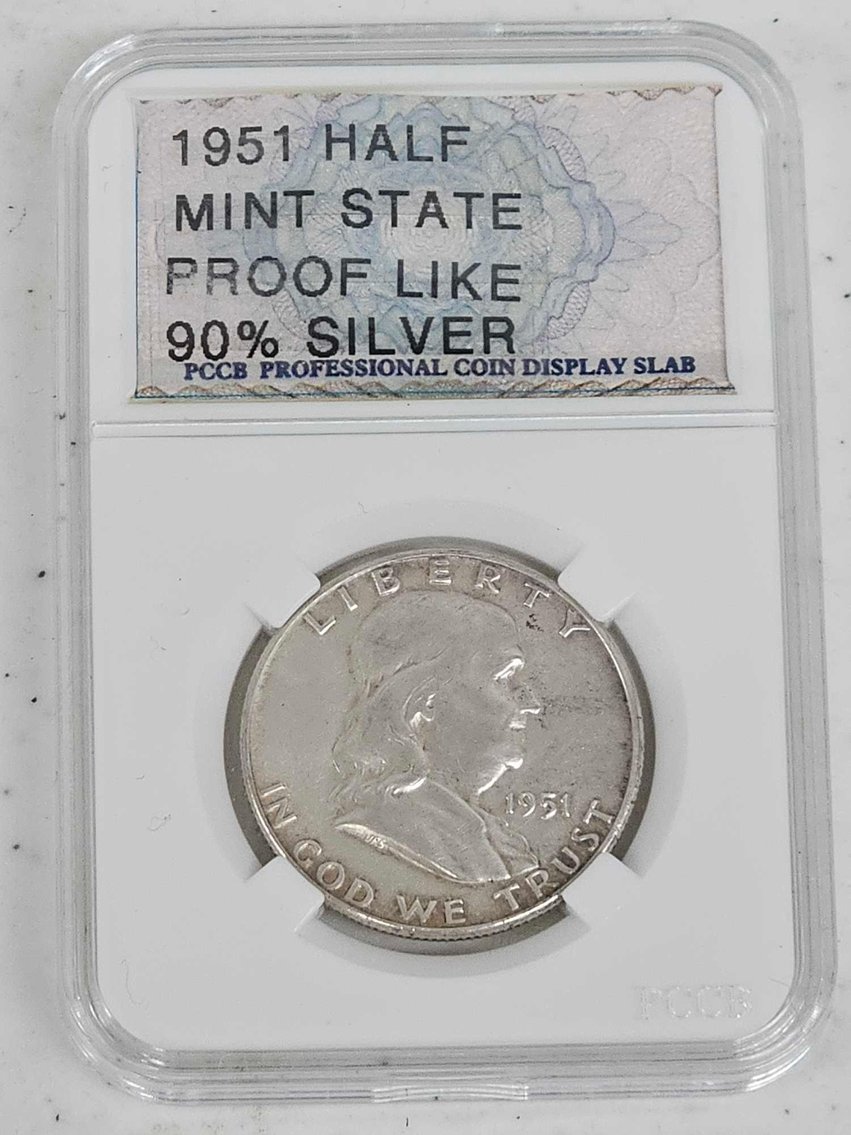 1951 HALF
MINT STATE
PROOF LIKE
90% SILVER
PCCB PROFESSIONAL COIN DISPLAY SLAB
LIBERTY
1951
IN GOD WE TRUST
PCCB